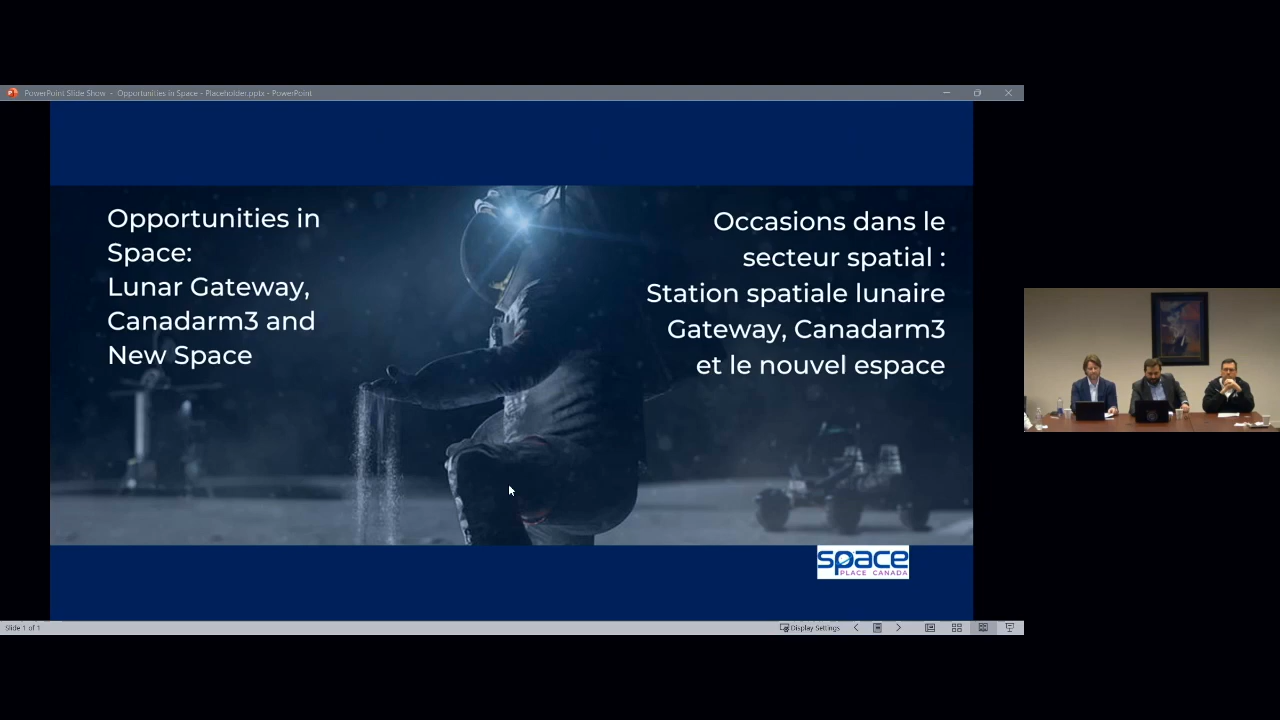 PowerPoint Slide Show - Opportunities in Space - Placeholder.pptx - PowerPoint
Opportunities in
Space:
Lunar Gateway,
Canadarm3 and
New Space
Occasions dans le
secteur spatial :
Station spatiale lunaire
Gateway, Canadarm3
et le nouvel espace
space
PLACE CANADA
Slide 1 of 1
Display Settings